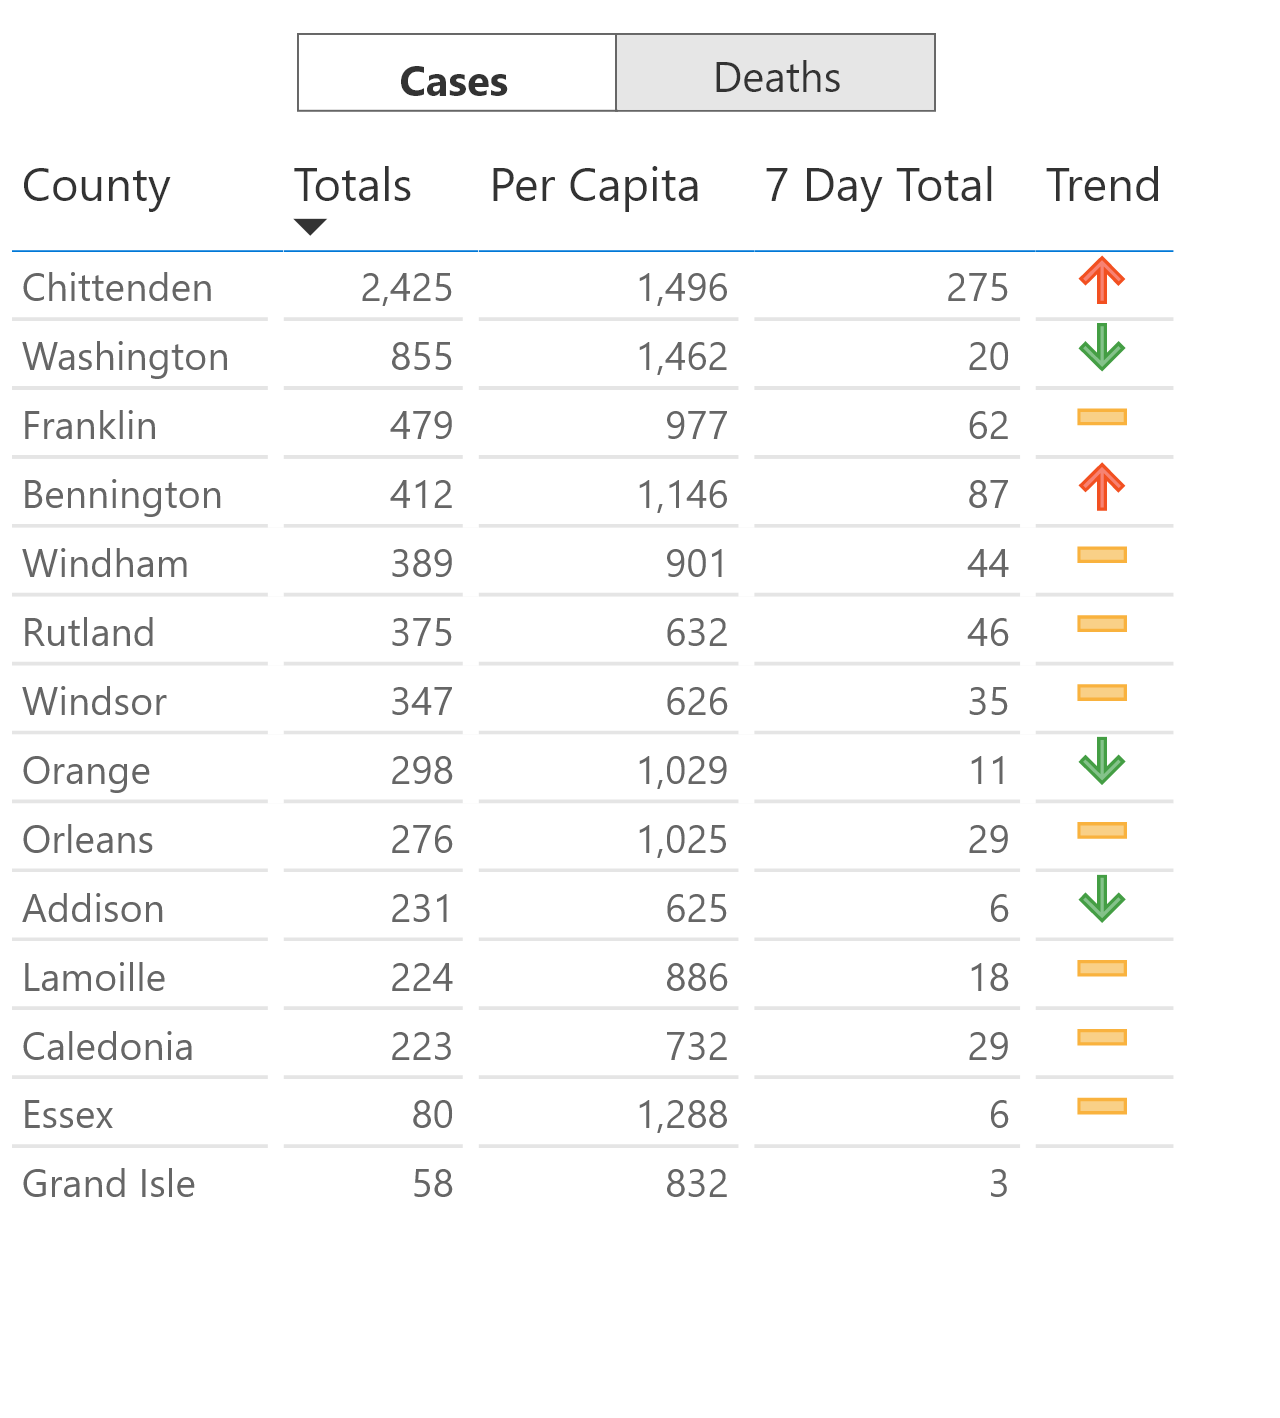 Cases Deaths
County Totals Per Capita 7 Day Total Trend
Chittenden 2,425 1,496 275
Washington 855 1,462 20
Franklin 479 977 62
Bennington 412 1,146 87
Windham 389 901 44
Rutland 375 632 46
Windsor 347 626 35
Orange 298 1,029 11
Orleans 276 1,025 29
Addison 231 625 6
Lamoille 224 886 18
Caledonia 223 732 29
Essex 80 1,288 6
Grand Isle 58 832 3